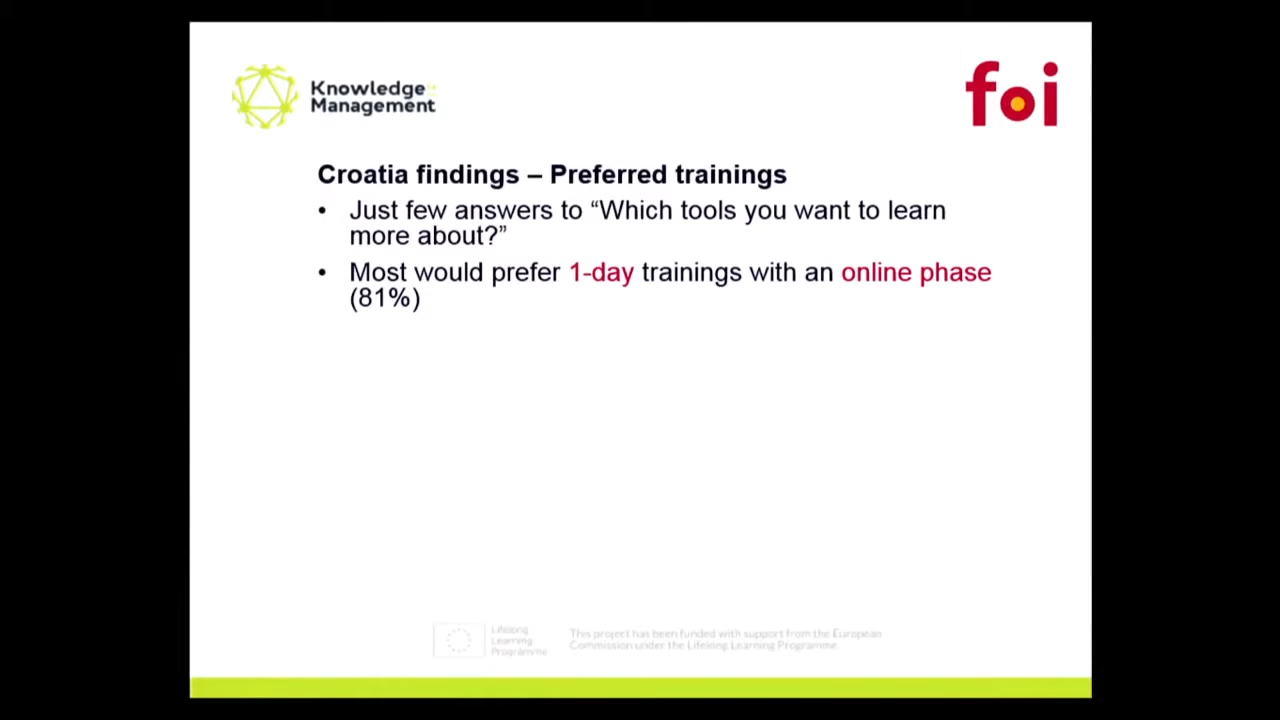 Knowledge
Management
foi
Croatia findings – Preferred trainings
• Just few answers to “Which tools you want to learn
more about?”
• Most would prefer 1-day trainings with an online phase
(81%)
Lifelong
Learning
Programme
This project has been funded with support from the European
Commission under the Lifelong Learning Programme.